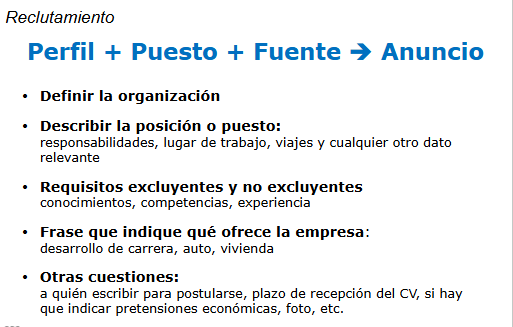 Reclutamiento
Perfil + Puesto + Fuente ➔ Anuncio
• Definir la organización
• Describir la posición o puesto:
responsabilidades, lugar de trabajo, viajes y cualquier otro dato
relevante
• Requisitos excluyentes y no excluyentes
conocimientos, competencias, experiencia
• Frase que indique qué ofrece la empresa:
desarrollo de carrera, auto, vivienda
• Otras cuestiones:
a quién escribir para postularse, plazo de recepción del CV, si hay
que indicar pretensiones económicas, foto, etc.